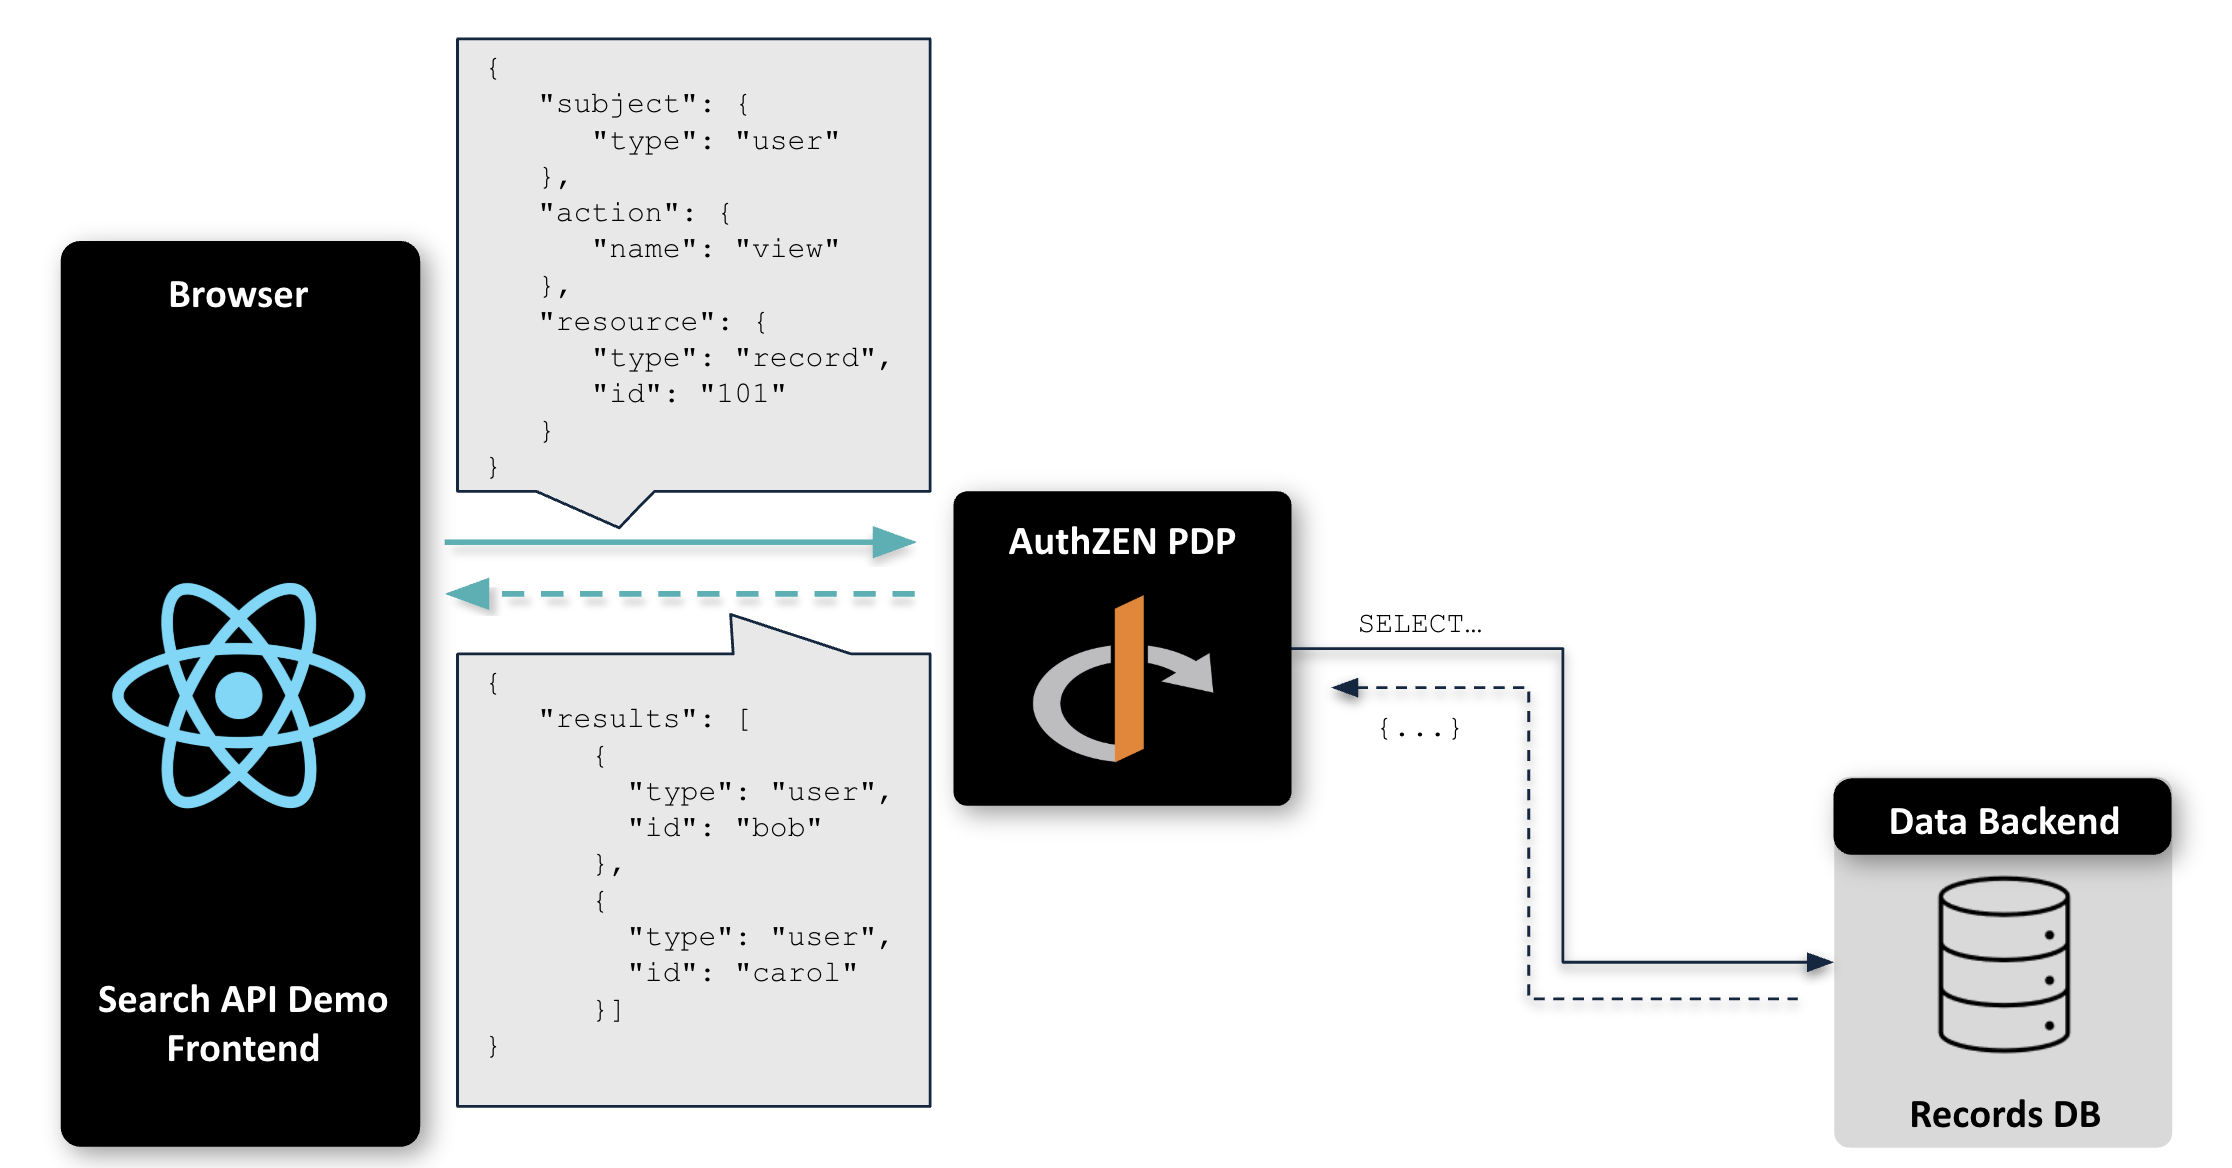 Browser
Search API Demo
Frontend
{
   "subject": {
      "type": "user"
   },
   "action": {
      "name": "view"
   },
   "resource": {
      "type": "record",
      "id": "101"
   }
}
{
   "results": [
      {
        "type": "user",
        "id": "bob"
      },
      {
        "type": "user",
        "id": "carol"
      }]
}
AuthZEN PDP
SELECT…
{...}
Data Backend
Records DB